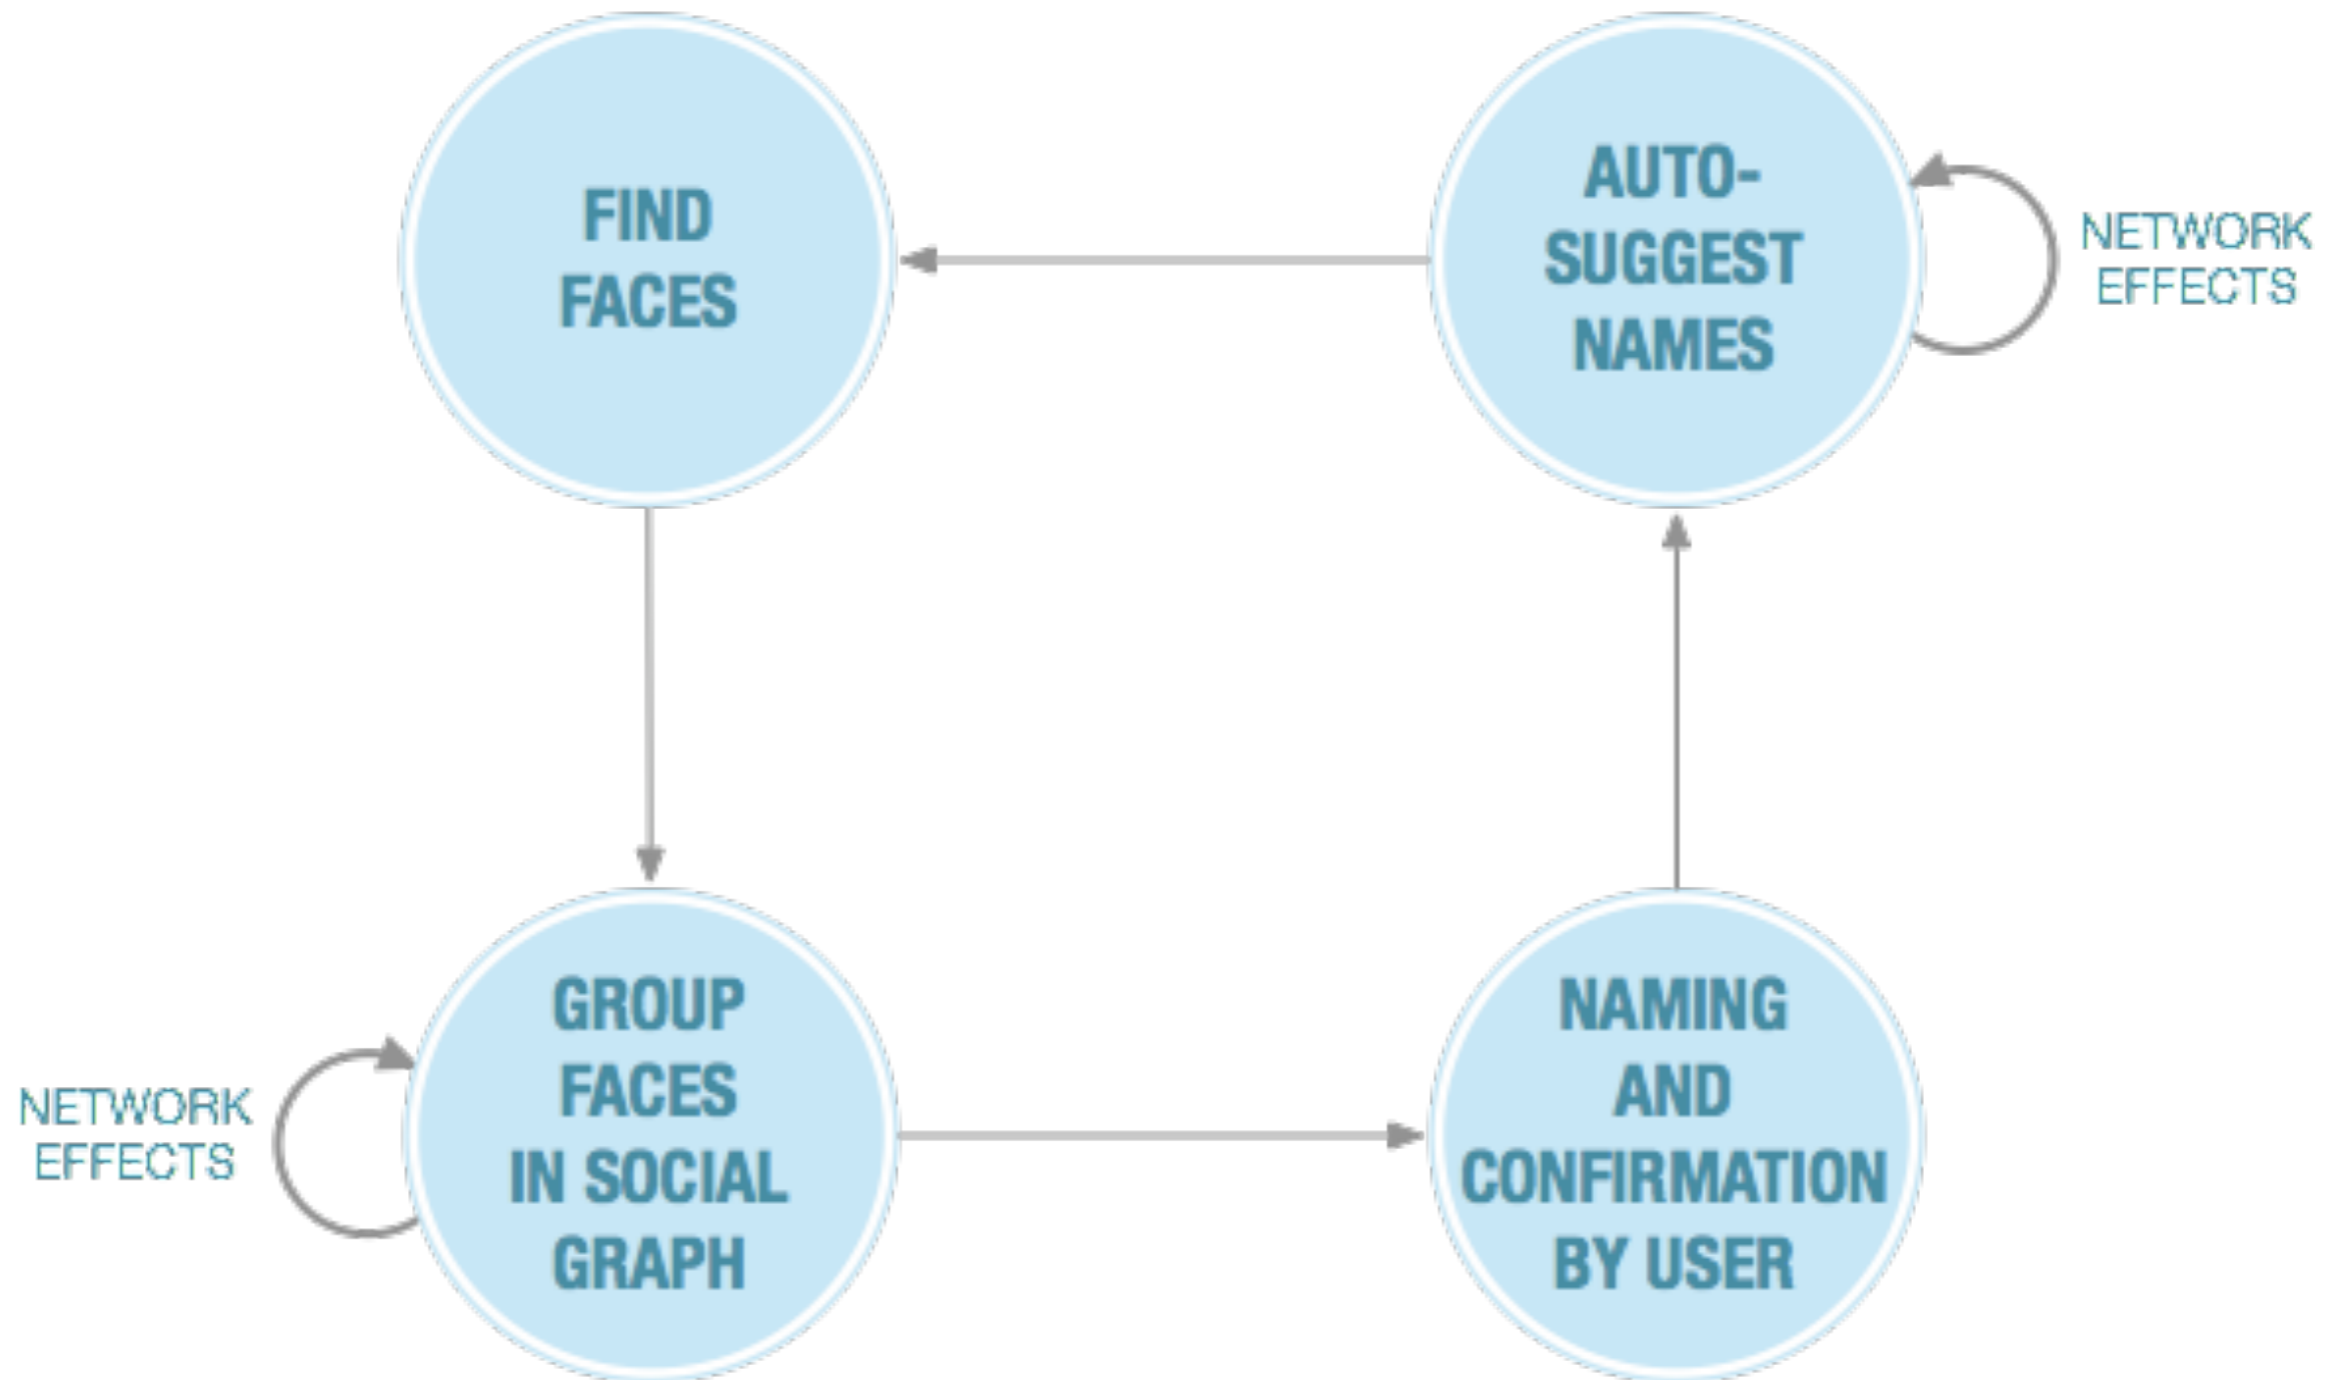 FIND
FACES
AUTO-
SUGGEST
NAMES
NETWORK
EFFECTS
GROUP
FACES
IN SOCIAL
GRAPH
NETWORK
EFFECTS
NAMING
AND
CONFIRMATION
BY USER